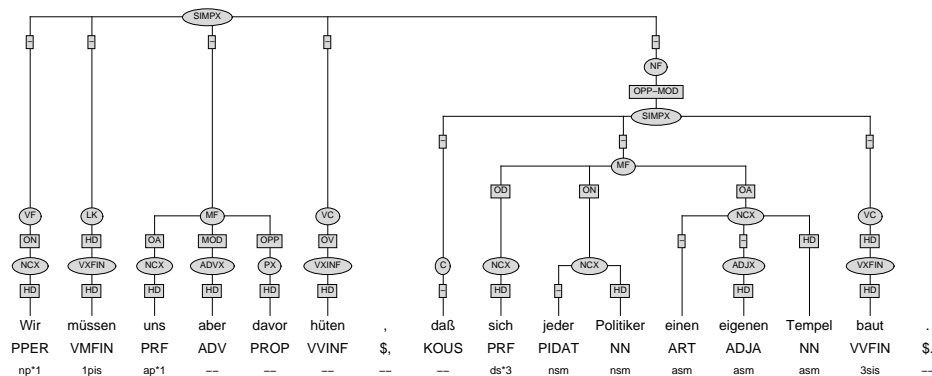 SIMPX
– – – – –
NF
OPP–MOD
SIMPX
– – –
MF
OD ON OA
VF LK MF VC NCX VC
ON HD OA MOD OPP OV – – HD HD
NCX VXFIN NCX ADVX PX VXINF C NCX NCX ADJX VXFIN
HD HD HD HD HD HD – HD – HD HD HD
Wir müssen uns aber davor hüten , daß sich jeder Politiker einen eigenen Tempel baut .
PPER VMFIN PRF ADV PROP VVINF $, KOUS PRF PIDAT NN ART ADJA NN VVFIN $.
np*1 1pis ap*1 –– –– –– –– –– ds*3 nsm nsm asm asm asm 3sis ––